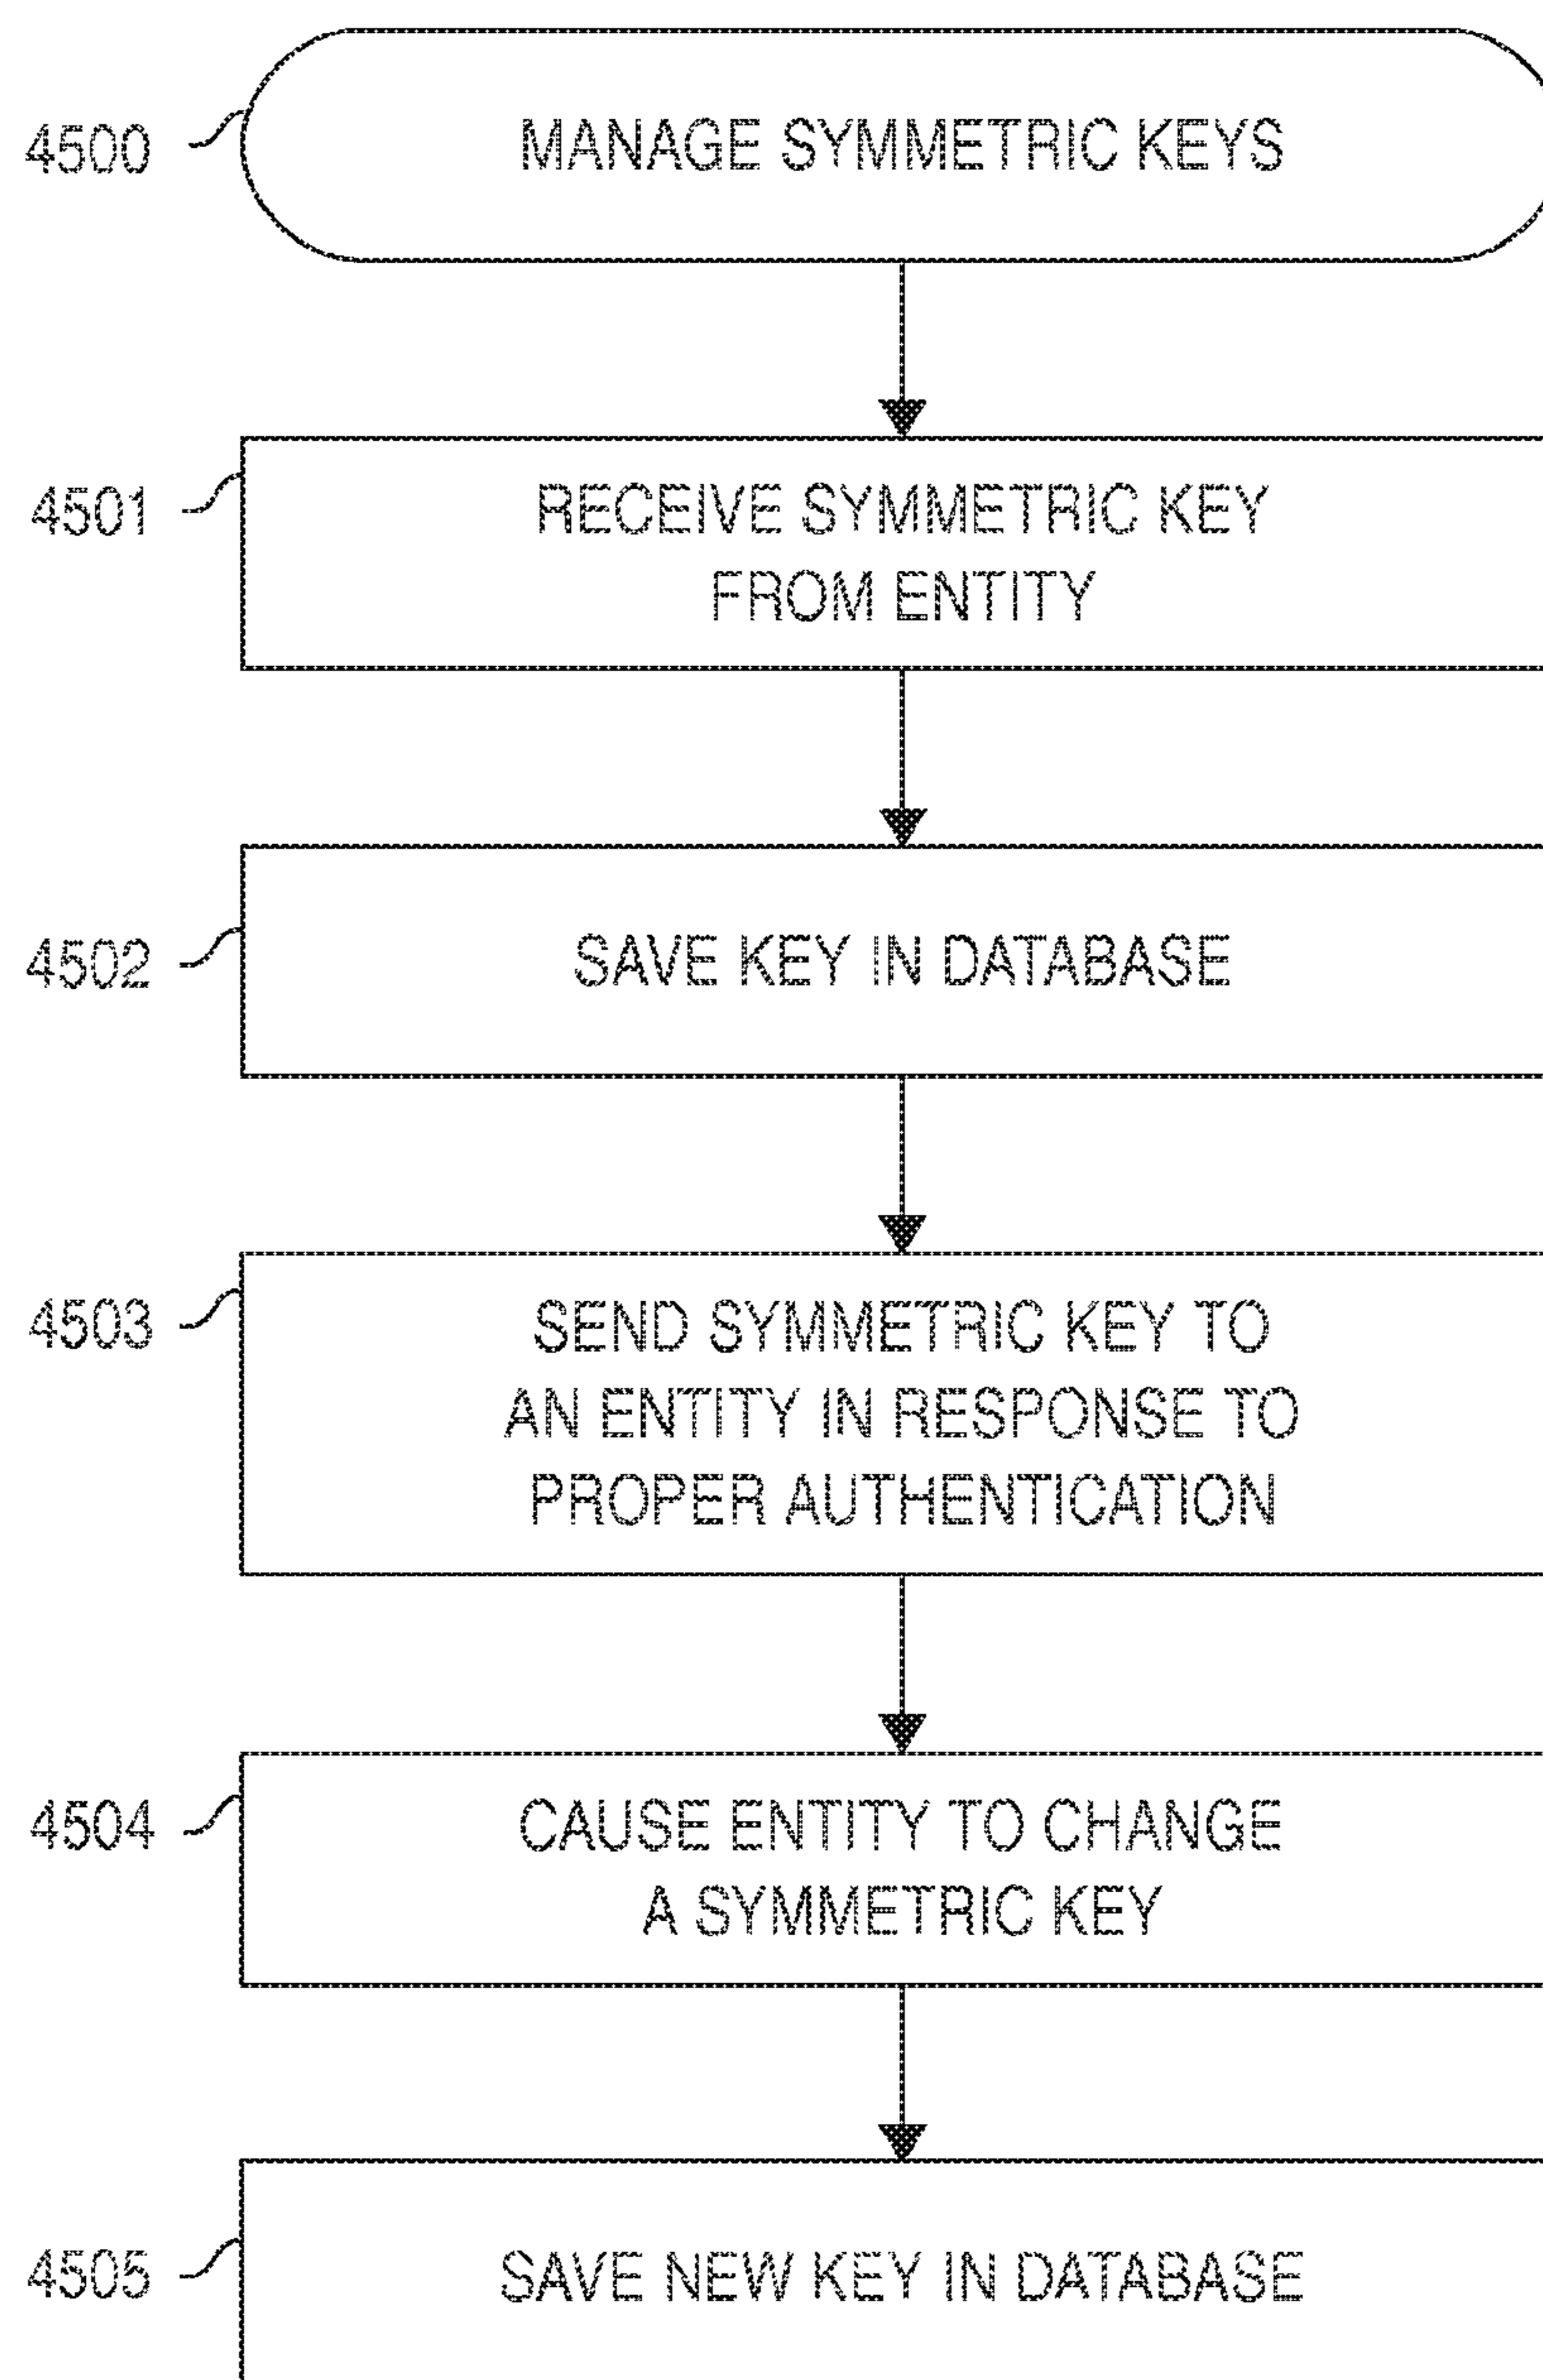 4500 MANAGE SYMMETRIC KEYS
4501 RECEIVE SYMMETRIC KEY
FROM ENTITY
4502 SAVE KEY IN DATABASE
4503 SEND SYMMETRIC KEY TO
AN ENTITY IN RESPONSE TO
PROPER AUTHENTICATION
4504 CAUSE ENTITY TO CHANGE
A SYMMETRIC KEY
4505 SAVE NEW KEY IN DATABASE